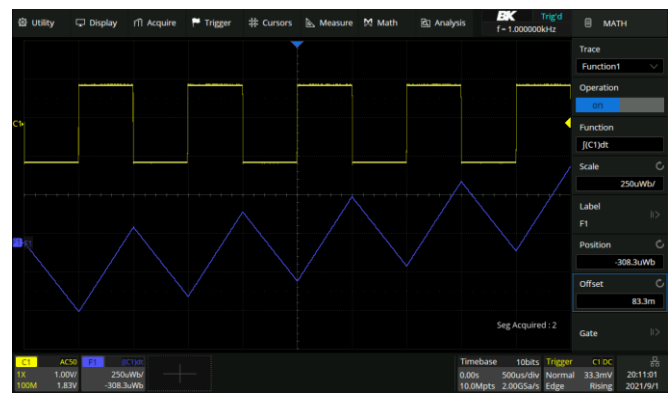 Utility Display Acquire Trigger Cursors Measure Math Analysis BK Trig'd MATH
f = 1.000000kHz
Trace
Function1
Operation
on
Function
∫(C1)dt
Scale
250uWb/
Label
F1
Position
-308.3uWb
Offset
83.3m
Gate
C1
F1
Seg Acquired : 2
C1 AC50 F1 ∫(C1)dt Timebase 10bits Trigger C1 DC
1X 1.00V/ 250uWb/ 0.00s 500us/div Normal 33.3mV 20:11:01
100M 1.83V -308.3uWb 10.0Mpts 2.00GSa/s Edge Rising 2021/9/1